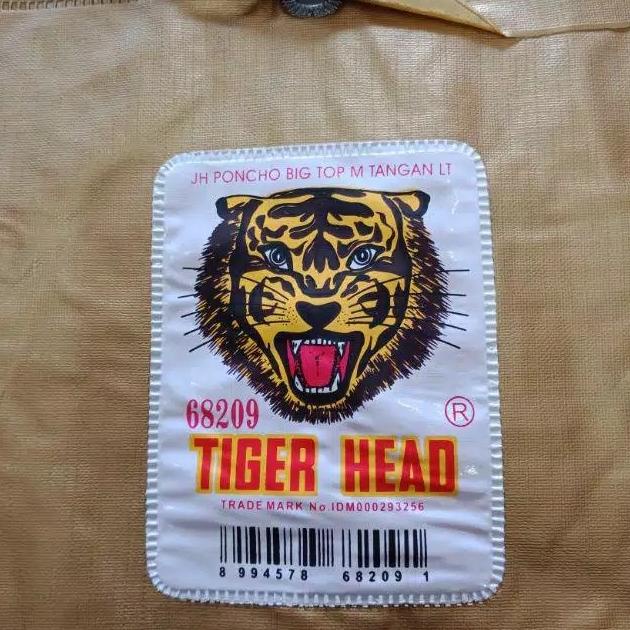 JH PONCHO BIG TOP M TANGAN LT
68209 ®
TIGER HEAD
TRADE MARK No.IDM000293256
8 994578 68209 1